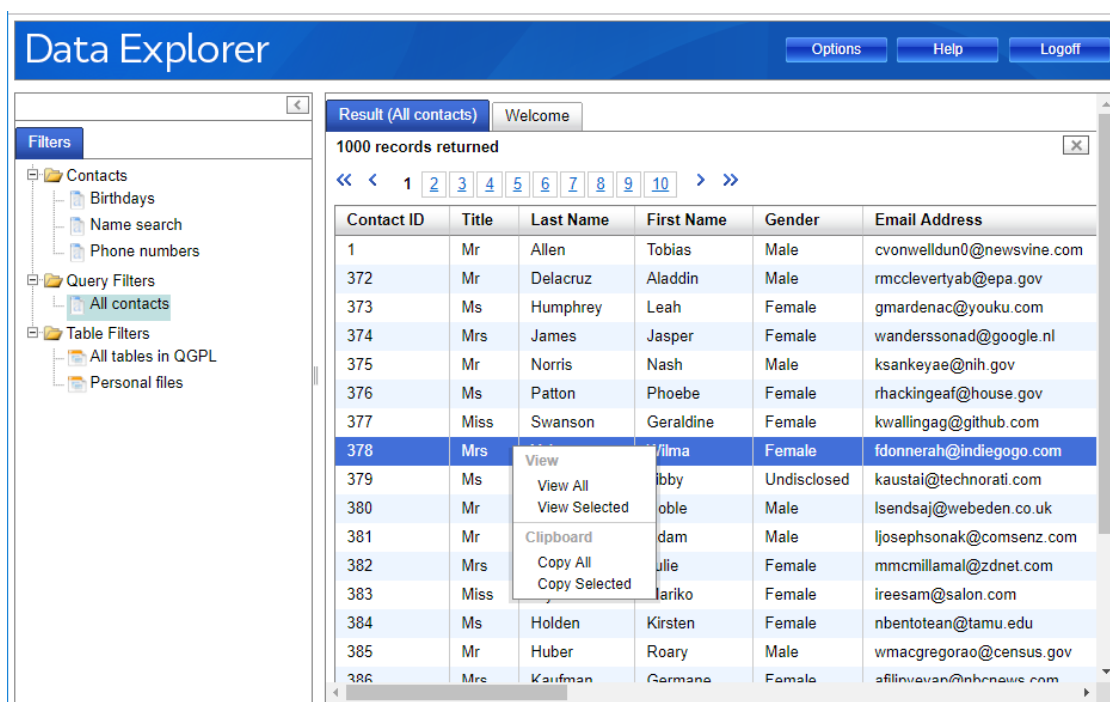 Data Explorer
Options Help Logoff
Filters
Contacts
Birthdays
Name search
Phone numbers
Query Filters
All contacts
Table Filters
All tables in QGPL
Personal files
Result (All contacts) Welcome
1000 records returned
1 2 3 4 5 6 7 8 9 10
Contact ID Title Last Name First Name Gender Email Address
1 Mr Allen Tobias Male cvonwelldun0@newsvine.com
372 Mr Delacruz Aladdin Male rmcclevertyab@epa.gov
373 Ms Humphrey Leah Female gmardenac@youku.com
374 Mrs James Jasper Female wanderssonad@google.nl
375 Mr Norris Nash Male ksankeyae@nih.gov
376 Ms Patton Phoebe Female rhackingeaf@house.gov
377 Miss Swanson Geraldine Female kwallingag@github.com
378 Mrs Wilma Female fdonnerah@indiegogo.com
379 Ms Undisclosed kaustai@technorati.com
380 Mr Male lsendsaj@webeden.co.uk
381 Mr Male ljosephsonak@comsenz.com
382 Mrs Female mmcmillamal@zdnet.com
383 Miss Female ireesam@salon.com
384 Ms Holden Kirsten Female nbentotean@tamu.edu
385 Mr Huber Roary Male wmacgregorao@census.gov
386 Mrs Kaufman Germane Female
View
View All
View Selected
Clipboard
Copy All
Copy Selected